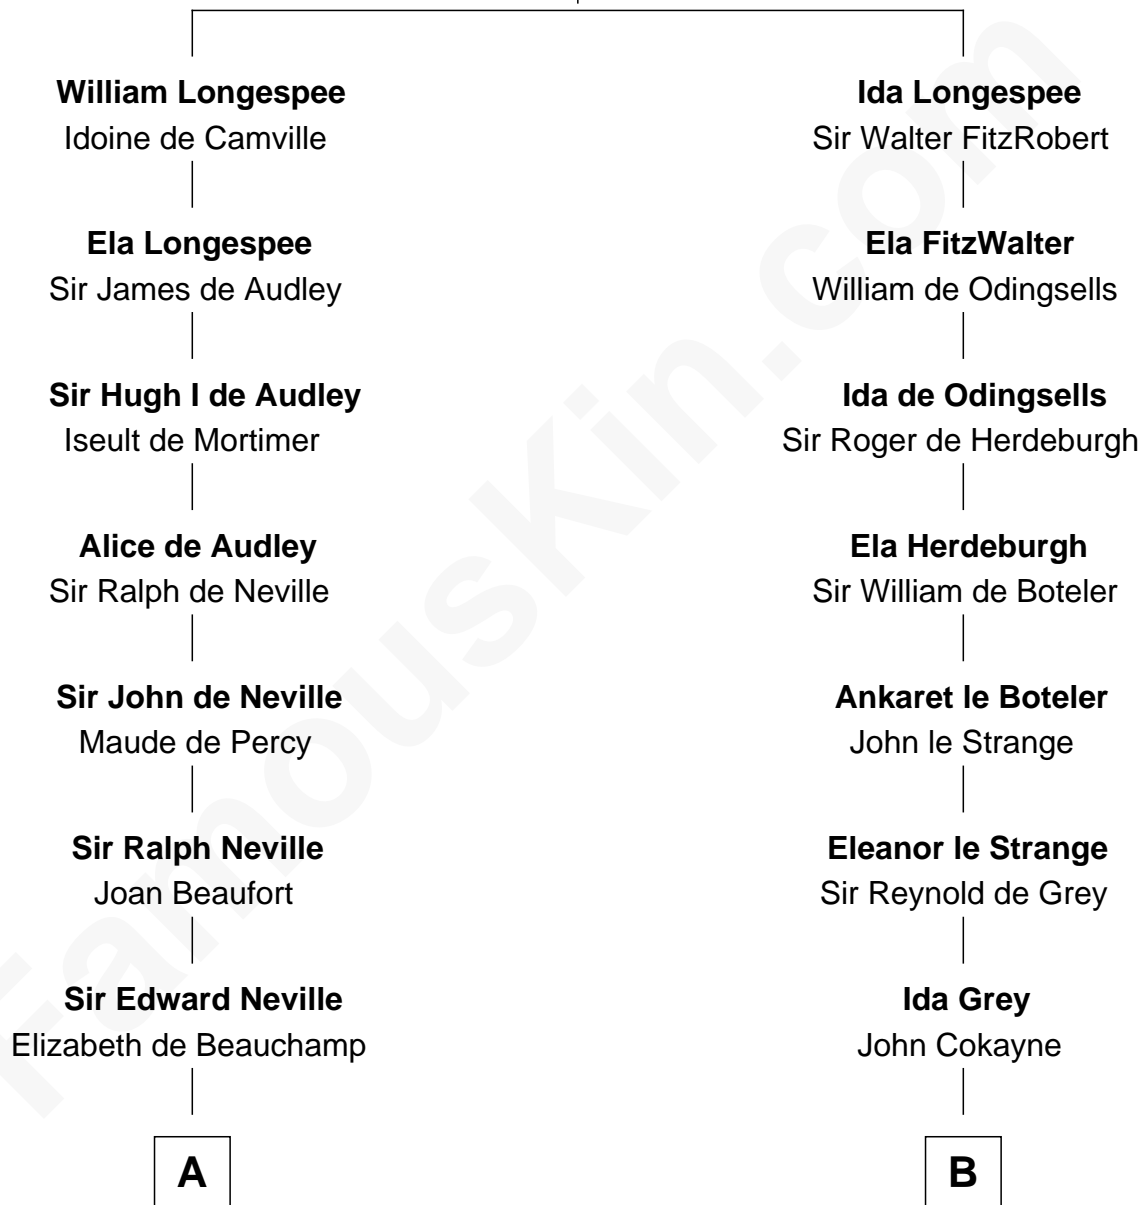 William Longespee
Idoine de Camville
Ela Longespee
Sir James de Audley
Sir Hugh I de Audley
Iseult de Mortimer
Alice de Audley
Sir Ralph de Neville
Sir John de Neville
Maude de Percy
Sir Ralph Neville
Joan Beaufort
Sir Edward Neville
Elizabeth de Beauchamp
A
Ida Longespee
Sir Walter FitzRobert
Ela FitzWalter
William de Odingsells
Ida de Odingsells
Sir Roger de Herdeburgh
Ela Herdeburgh
Sir William de Boteler
Ankaret le Boteler
John le Strange
Eleanor le Strange
Sir Reynold de Grey
Ida Grey
John Cokayne
B
FamousKin.com